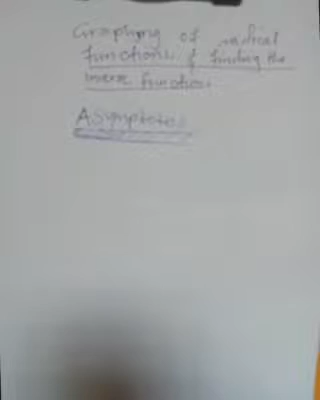 Graphing of radical
functions & finding the
inverse function.
Asymptotes